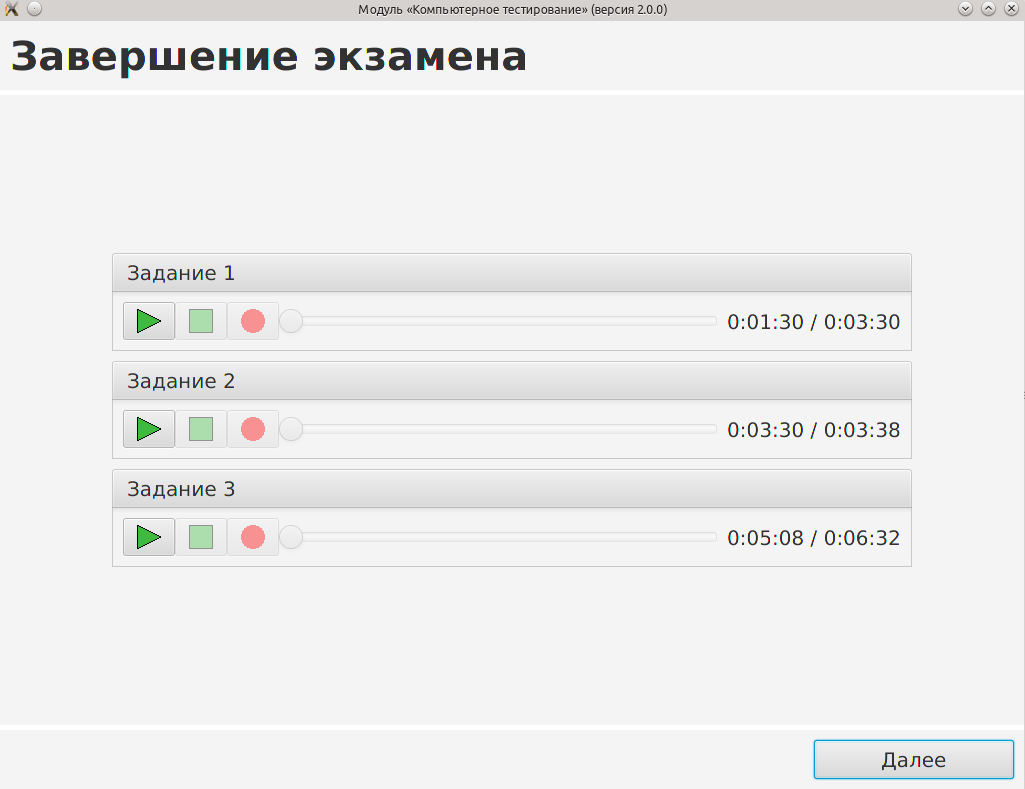 Модуль «Компьютерное тестирование» (версия 2.0.0)
Завершение экзамена
Задание 1
0:01:30 / 0:03:30
Задание 2
0:03:30 / 0:03:38
Задание 3
0:05:08 / 0:06:32
Далее